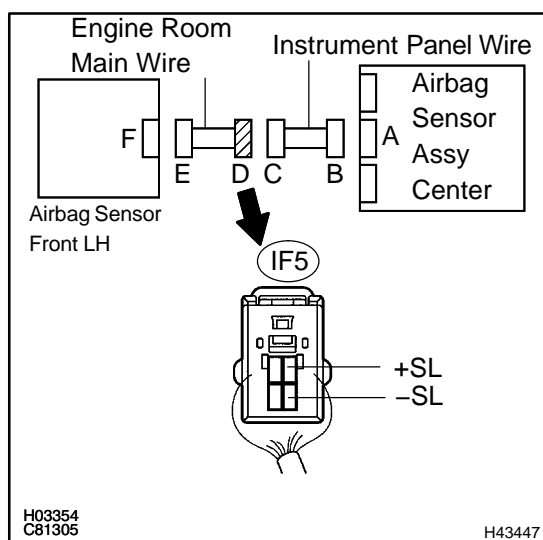 Engine Room
Main Wire
Instrument Panel Wire
Airbag
Sensor
Assy
Center
F
A
E
D
C
B
Airbag Sensor
Front LH
IF5
+SL
−SL
H03354
C81305
H43447